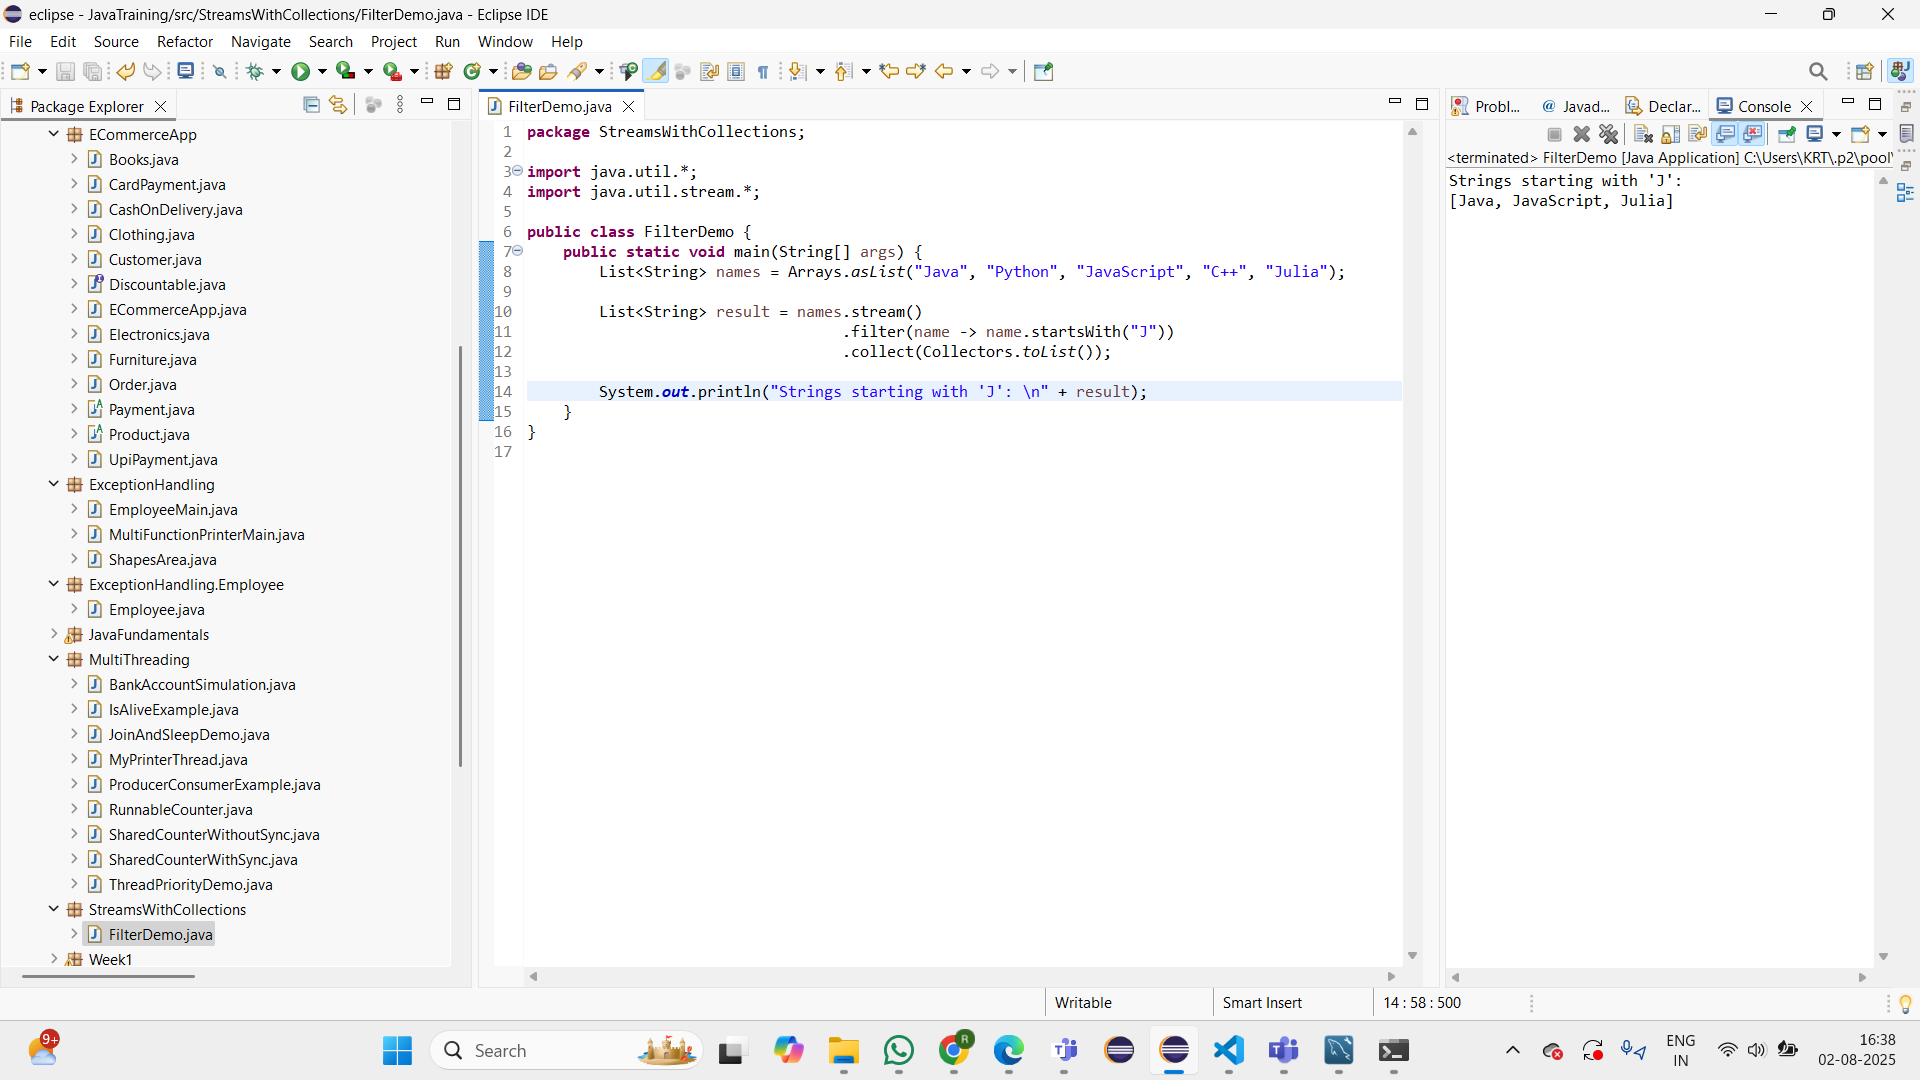 eclipse - JavaTraining/src/StreamsWithCollections/FilterDemo.java - Eclipse IDE
File Edit Source Refactor Navigate Search Project Run Window Help
Package Explorer
ECommerceApp
Books.java
CardPayment.java
CashOnDelivery.java
Clothing.java
Customer.java
Discountable.java
ECommerceApp.java
Electronics.java
Furniture.java
Order.java
Payment.java
Product.java
UpiPayment.java
ExceptionHandling
EmployeeMain.java
MultiFunctionPrinterMain.java
ShapesArea.java
ExceptionHandling.Employee
Employee.java
JavaFundamentals
MultiThreading
BankAccountSimulation.java
IsAliveExample.java
JoinAndSleepDemo.java
MyPrinterThread.java
ProducerConsumerExample.java
RunnableCounter.java
SharedCounterWithoutSync.java
SharedCounterWithSync.java
ThreadPriorityDemo.java
StreamsWithCollections
FilterDemo.java
Week1
FilterDemo.java
1 package StreamsWithCollections;
2
3 import java.util.*;
4 import java.util.stream.*;
5
6 public class FilterDemo {
7     public static void main(String[] args) {
8         List<String> names = Arrays.asList("Java", "Python", "JavaScript", "C++", "Julia");
9
10         List<String> result = names.stream()
11                                    .filter(name -> name.startsWith("J"))
12                                    .collect(Collectors.toList());
13
14         System.out.println("Strings starting with 'J': \n" + result);
15     }
16 }
17
Probl... Javad... Declar... Console
<terminated> FilterDemo [Java Application] C:\Users\KRT\.p2\pool\
Strings starting with 'J':
[Java, JavaScript, Julia]
Writable Smart Insert 14 : 58 : 500
9+
Search
R
ENG
IN
16:38
02-08-2025